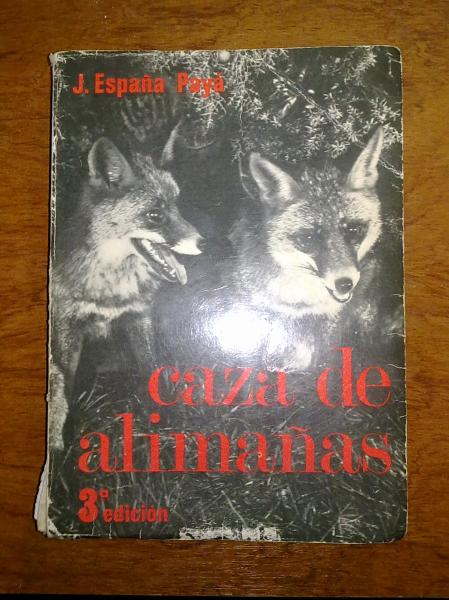 J. España Payá
caza de
alimañas
3ª edición